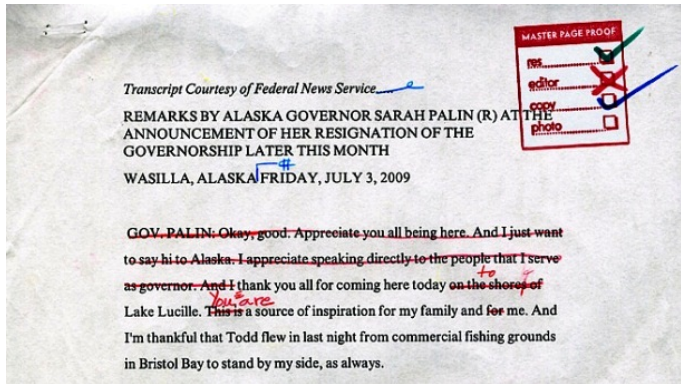 MASTER PAGE PROOF
res
editor
copy
photo
Transcript Courtesy of Federal News Service
REMARKS BY ALASKA GOVERNOR SARAH PALIN (R) AT THE
ANNOUNCEMENT OF HER RESIGNATION OF THE
GOVERNORSHIP LATER THIS MONTH
#
WASILLA, ALASKA FRIDAY, JULY 3, 2009
GOV. PALIN: Okay, good. Appreciate you all being here. And I just want
to say hi to Alaska. I appreciate speaking directly to the people that I serve
to
as governor. And I thank you all for coming here today on the shores of
You are
Lake Lucille. This is a source of inspiration for my family and for me. And
I'm thankful that Todd flew in last night from commercial fishing grounds
in Bristol Bay to stand by my side, as always.